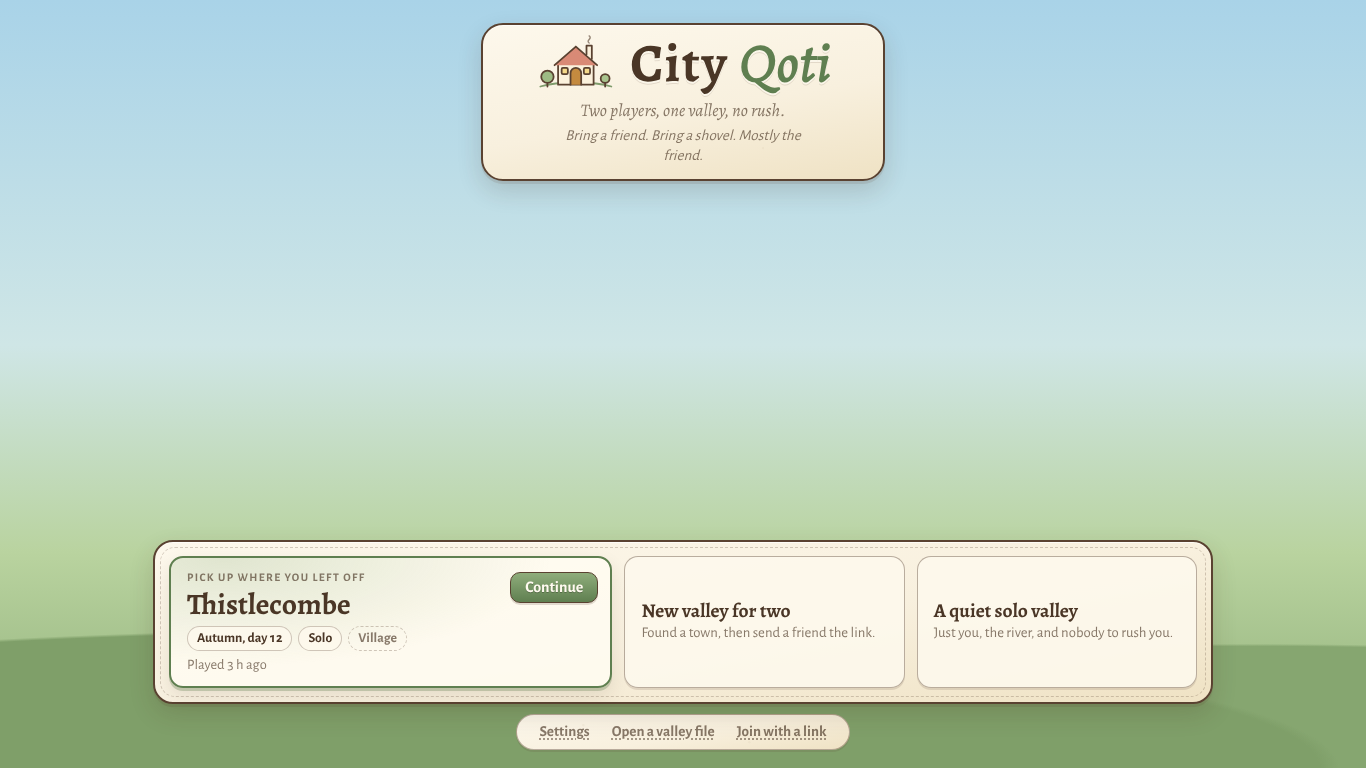 City Qoti
Two players, one valley, no rush.
Bring a friend. Bring a shovel. Mostly the
friend.
PICK UP WHERE YOU LEFT OFF
Continue
Thistlecombe
Autumn, day 12
Solo
Village
Played 3 h ago
New valley for two
Found a town, then send a friend the link.
A quiet solo valley
Just you, the river, and nobody to rush you.
Settings
Open a valley file
Join with a link